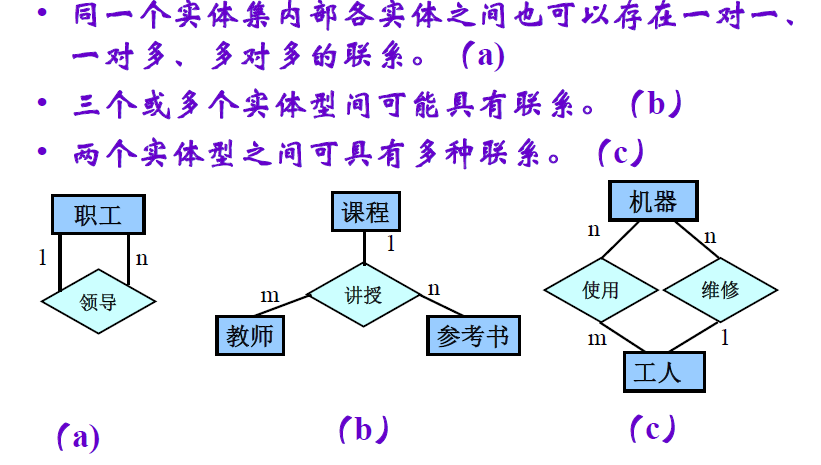 • 同一个实体集内部各实体之间也可以存在一对一、
一对多、多对多的联系。(a)
• 三个或多个实体型间可能具有联系。(b)
• 两个实体型之间可具有多种联系。(c)
职工
1 n
领导
(a)
课程
1
讲授
m n
教师 参考书
(b)
机器
n n
使用 维修
m 1
工人
(c)